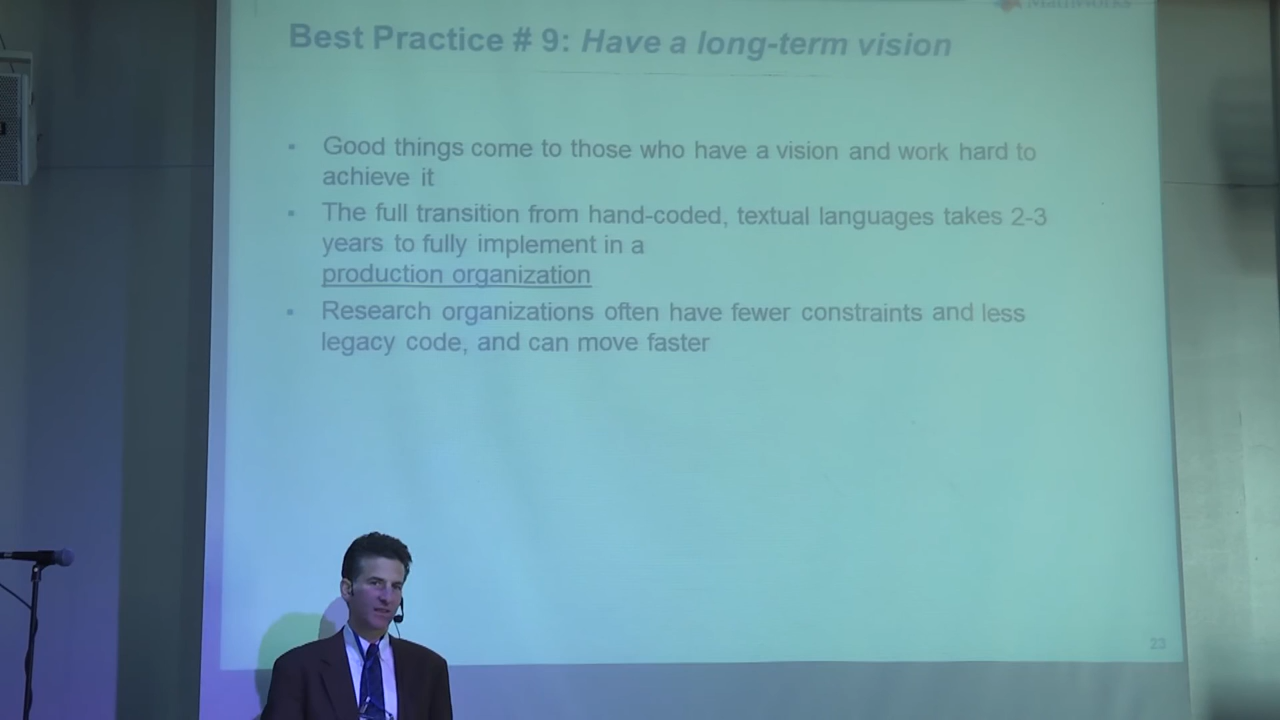 MathWorks
Best Practice # 9: Have a long-term vision
▪ Good things come to those who have a vision and work hard to
achieve it
▪ The full transition from hand-coded, textual languages takes 2-3
years to fully implement in a
production organization
▪ Research organizations often have fewer constraints and less
legacy code, and can move faster
23